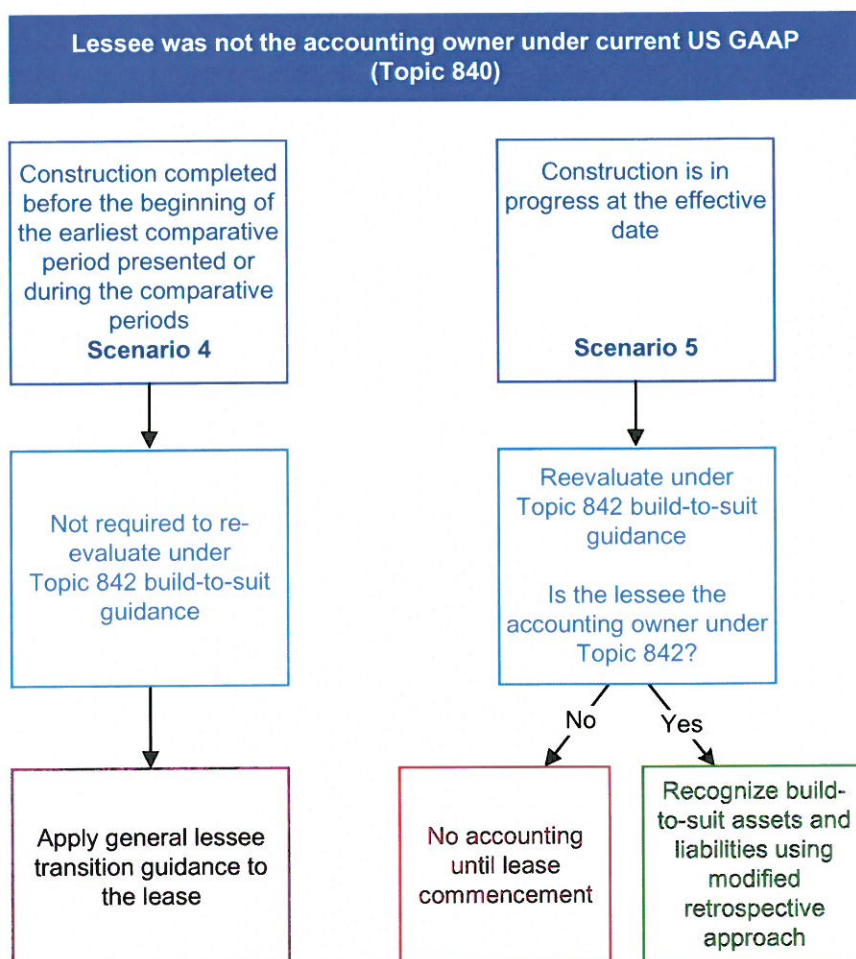 Lessee was not the accounting owner under current US GAAP
(Topic 840)
Construction completed
before the beginning of
the earliest comparative
period presented or
during the comparative
periods
Scenario 4
Construction is in
progress at the effective
date
Scenario 5
Not required to re-
evaluate under
Topic 842 build-to-suit
guidance
Reevaluate under
Topic 842 build-to-suit
guidance
Is the lessee the
accounting owner under
Topic 842?
No
Yes
Apply general lessee
transition guidance to
the lease
No accounting
until lease
commencement
Recognize build-
to-suit assets and
liabilities using
modified
retrospective
approach